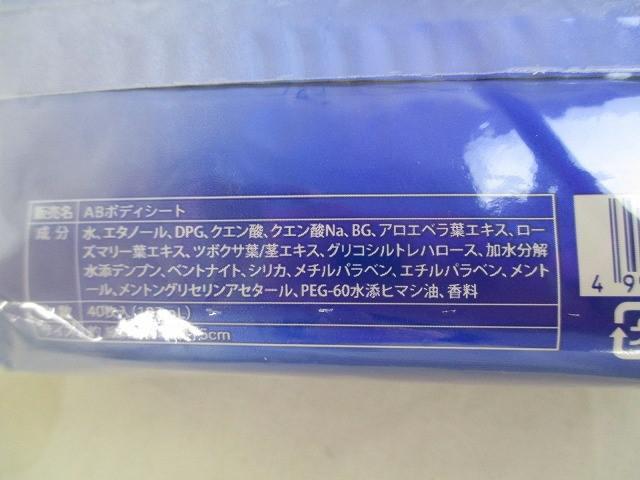 販売名 ABボディシート
成分 水、エタノール、DPG、クエン酸、クエン酸Na、BG、アロエベラ葉エキス、ロー
ズマリー葉エキス、ツボクサ葉/茎エキス、グリコシルトレハロース、加水分解
水添デンプン、ベントナイト、シリカ、メチルパラベン、エチルパラベン、メント
ール、メントングリセリンアセタール、PEG-60水添ヒマシ油、香料
数 40枚入
5cm
4 9